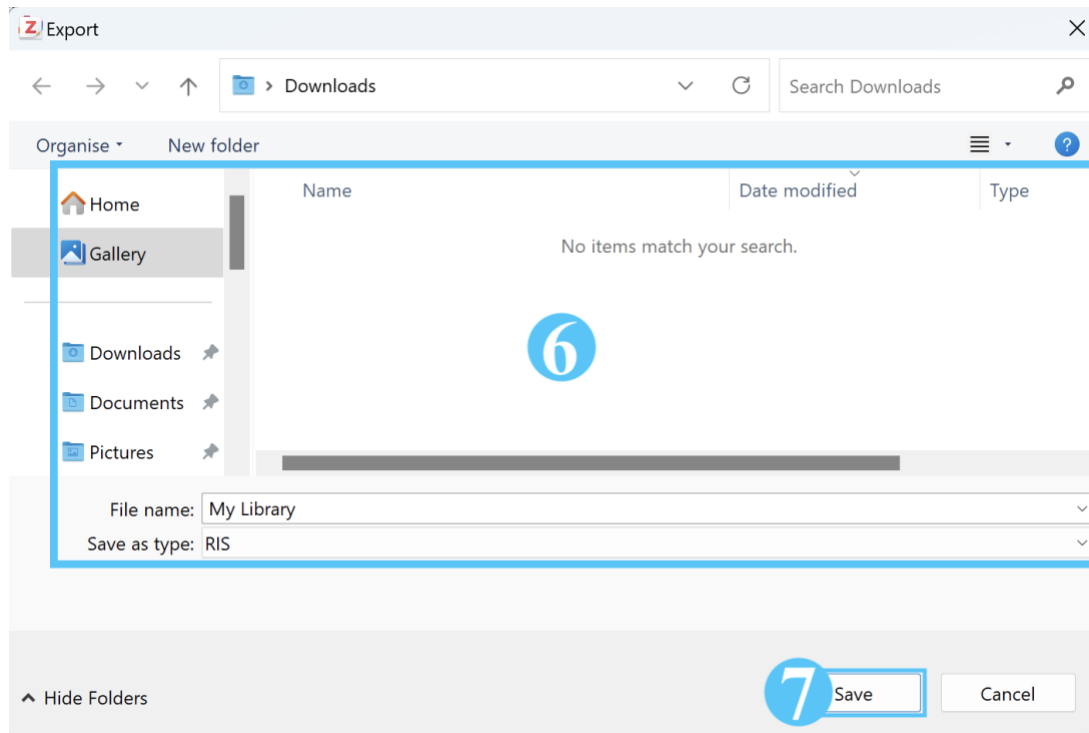 Z Export
Downloads
Search Downloads
Organise New folder
?
Name Date modified Type
Home
No items match your search.
Gallery
6
Downloads
Documents
Pictures
File name: My Library
Save as type: RIS
Hide Folders
7 Save Cancel